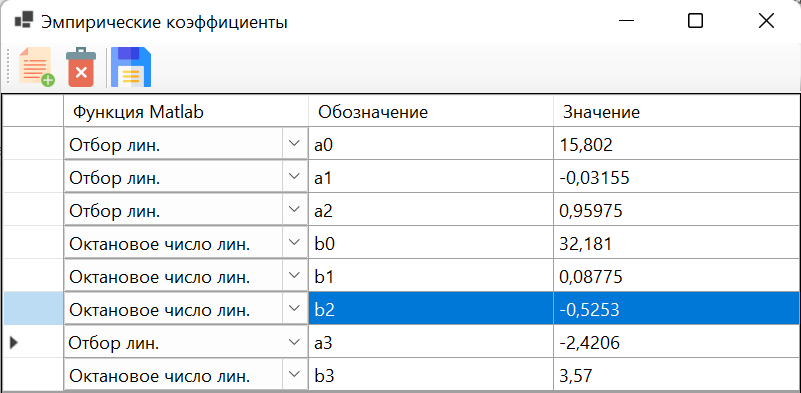 Эмпирические коэффициенты
Функция Matlab Обозначение Значение
Отбор лин. a0 15,802
Отбор лин. a1 -0,03155
Отбор лин. a2 0,95975
Октановое число лин. b0 32,181
Октановое число лин. b1 0,08775
Октановое число лин. b2 -0,5253
Отбор лин. a3 -2,4206
Октановое число лин. b3 3,57